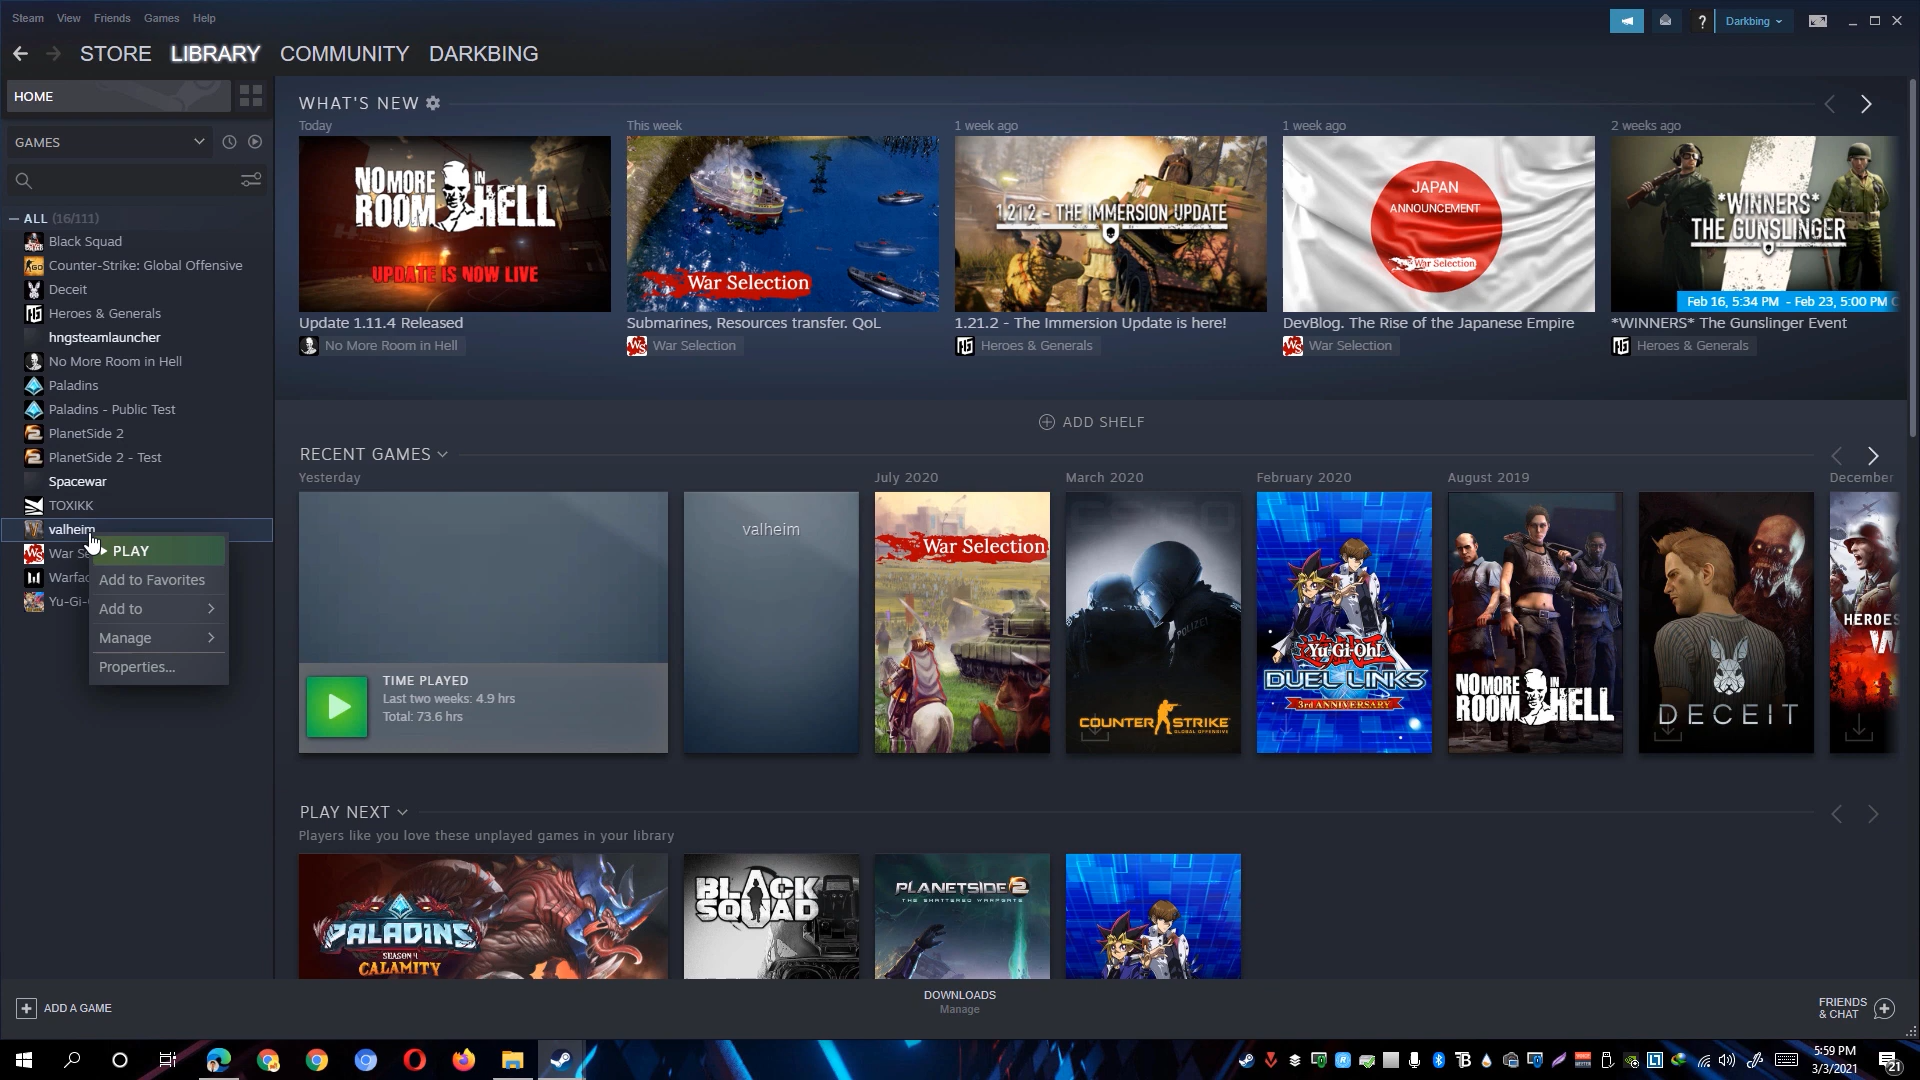 Steam View Friends Games Help
Darkbing
STORE LIBRARY COMMUNITY DARKBING
HOME
GAMES
ALL (16/111)
Black Squad
Counter-Strike: Global Offensive
Deceit
Heroes & Generals
hngsteamlauncher
No More Room in Hell
Paladins
Paladins - Public Test
PlanetSide 2
PlanetSide 2 - Test
Spacewar
TOXIKK
valheim
War Se
Warfac
Yu-Gi-
PLAY
Add to Favorites
Add to
Manage
Properties...
WHAT'S NEW
Today
NO MORE ROOM IN HELL
UPDATE IS NOW LIVE
Update 1.11.4 Released
No More Room in Hell
This week
War Selection
Submarines, Resources transfer. QoL
War Selection
1 week ago
1.21.2 - THE IMMERSION UPDATE
1.21.2 - The Immersion Update is here!
Heroes & Generals
1 week ago
JAPAN
ANNOUNCEMENT
War Selection
DevBlog. The Rise of the Japanese Empire
War Selection
2 weeks ago
*WINNERS*
THE GUNSLINGER
Feb 16, 5:34 PM - Feb 23, 5:00 PM C
*WINNERS* The Gunslinger Event
Heroes & Generals
ADD SHELF
RECENT GAMES
Yesterday
TIME PLAYED
Last two weeks: 4.9 hrs
Total: 73.6 hrs
valheim
July 2020
War Selection
March 2020
POLIZEI
COUNTER STRIKE
GLOBAL OFFENSIVE
February 2020
Yu-Gi-Oh!
DUEL LINKS
3rd ANNIVERSARY
August 2019
NO MORE ROOM IN HELL
DECEIT
December
HEROES
W
PLAY NEXT
Players like you love these unplayed games in your library
PALADINS
SEASON 4
CALAMITY
BLACK SQUAD
PLANETSIDE 2
THE SHATTERED WARPGATE
ADD A GAME
DOWNLOADS
Manage
FRIENDS
& CHAT
5:59 PM
3/3/2021
21